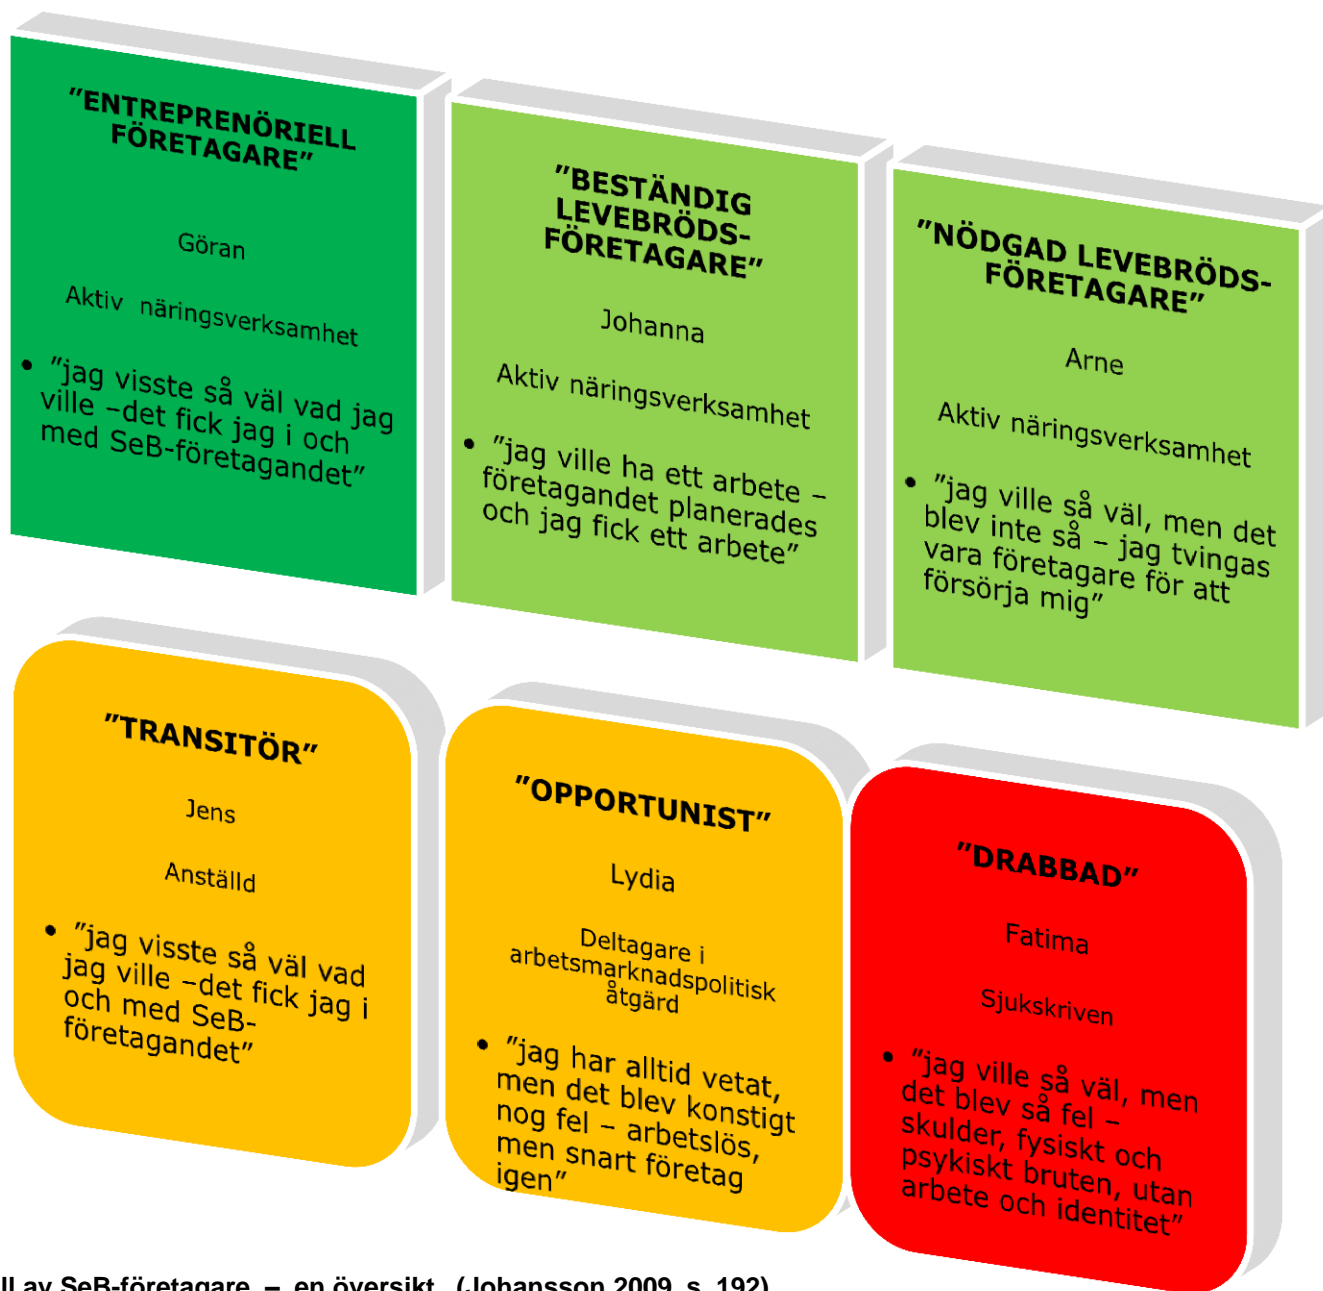 ”ENTREPRENÖRIELL
FÖRETAGARE”
Göran
Aktiv näringsverksamhet
• ”jag visste så väl vad jag
ville –det fick jag i och
med SeB-företagandet”
”BESTÄNDIG
LEVEBRÖDS-
FÖRETAGARE”
Johanna
Aktiv näringsverksamhet
• ”jag ville ha ett arbete –
företagandet planerades
och jag fick ett arbete”
”NÖDGAD LEVEBRÖDS-
FÖRETAGARE”
Arne
Aktiv näringsverksamhet
• ”jag ville så väl, men det
blev inte så – jag tvingas
vara företagare för att
försörja mig”
”TRANSITÖR”
Jens
Anställd
• ”jag visste så väl vad
jag ville –det fick jag i
och med SeB-
företagandet”
”OPPORTUNIST”
Lydia
Deltagare i
arbetsmarknadspolitisk
åtgärd
• ”jag har alltid vetat,
men det blev konstigt
nog fel – arbetslös,
men snart företag
igen”
”DRABBAD”
Fatima
Sjukskriven
• ”jag ville så väl, men
det blev så fel –
skulder, fysiskt och
psykiskt bruten, utan
arbete och identitet”
av SeB-företagare – en översikt (Johansson 2009, s. 192)